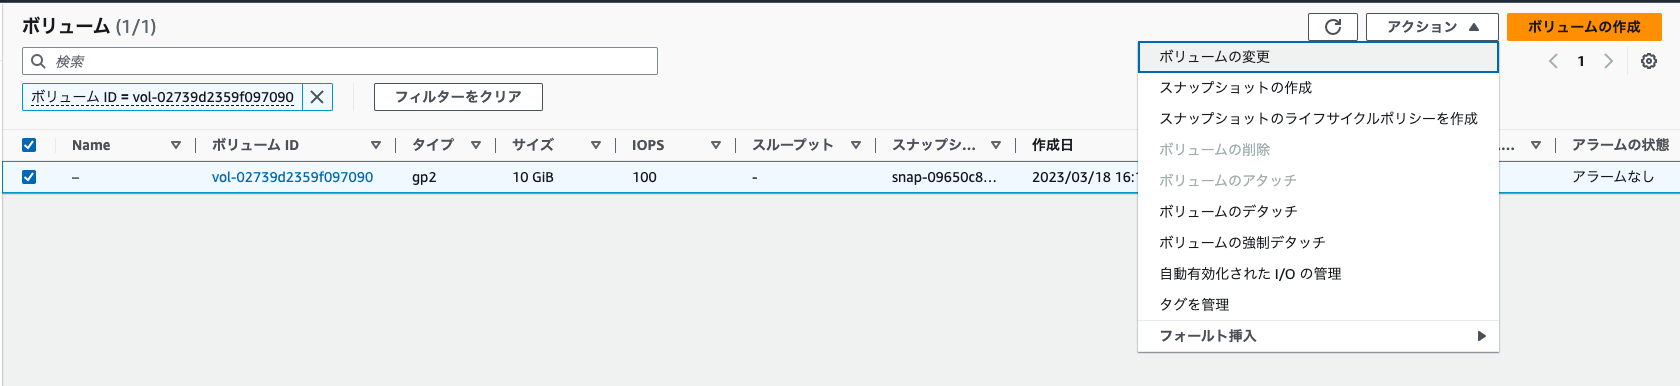 ボリューム (1/1)
アクション ▲
ボリュームの作成
検索
1
ボリューム ID = vol-02739d2359f097090
フィルターをクリア
Name
ボリューム ID
タイプ
サイズ
IOPS
スループット
スナップシ...
作成日
...
アラームの状態
–
vol-02739d2359f097090
gp2
10 GiB
100
-
snap-09650c8...
2023/03/18 16:
アラームなし
ボリュームの変更
スナップショットの作成
スナップショットのライフサイクルポリシーを作成
ボリュームの削除
ボリュームのアタッチ
ボリュームのデタッチ
ボリュームの強制デタッチ
自動有効化された I/O の管理
タグを管理
フォールト挿入